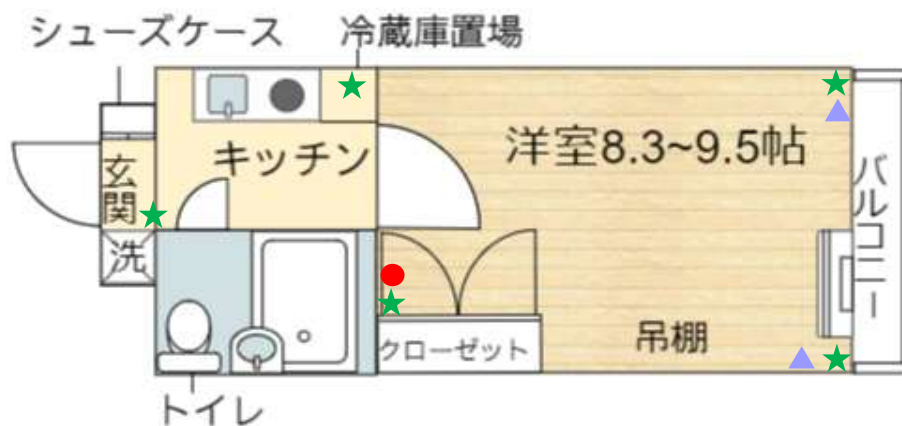 シューズケース
冷蔵庫置場
キッチン
洋室8.3~9.5帖
玄関
洗
バルコニー
クローゼット
吊棚
トイレ